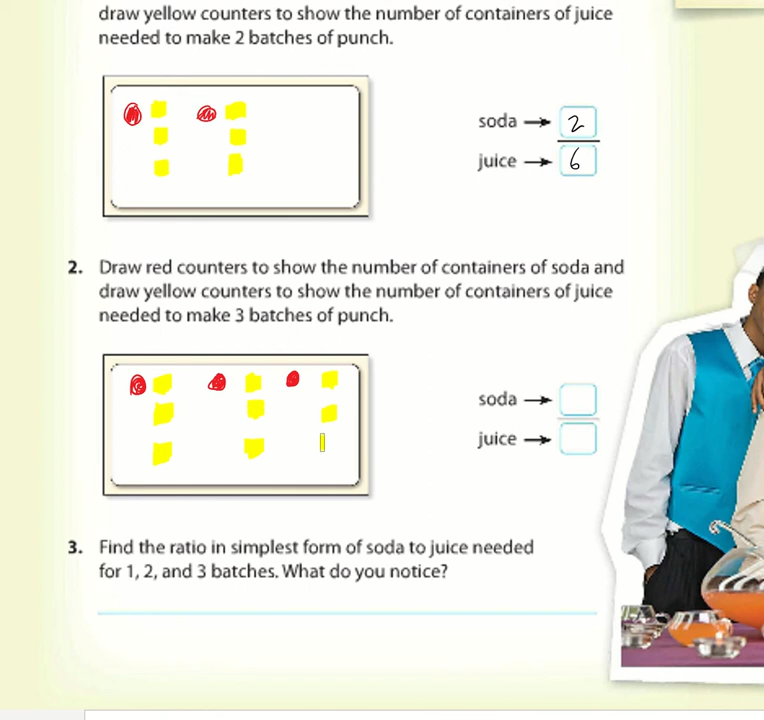 draw yellow counters to show the number of containers of juice
needed to make 2 batches of punch.
soda → 2
juice → 6
2. Draw red counters to show the number of containers of soda and
draw yellow counters to show the number of containers of juice
needed to make 3 batches of punch.
soda →
juice →
3. Find the ratio in simplest form of soda to juice needed
for 1, 2, and 3 batches. What do you notice?